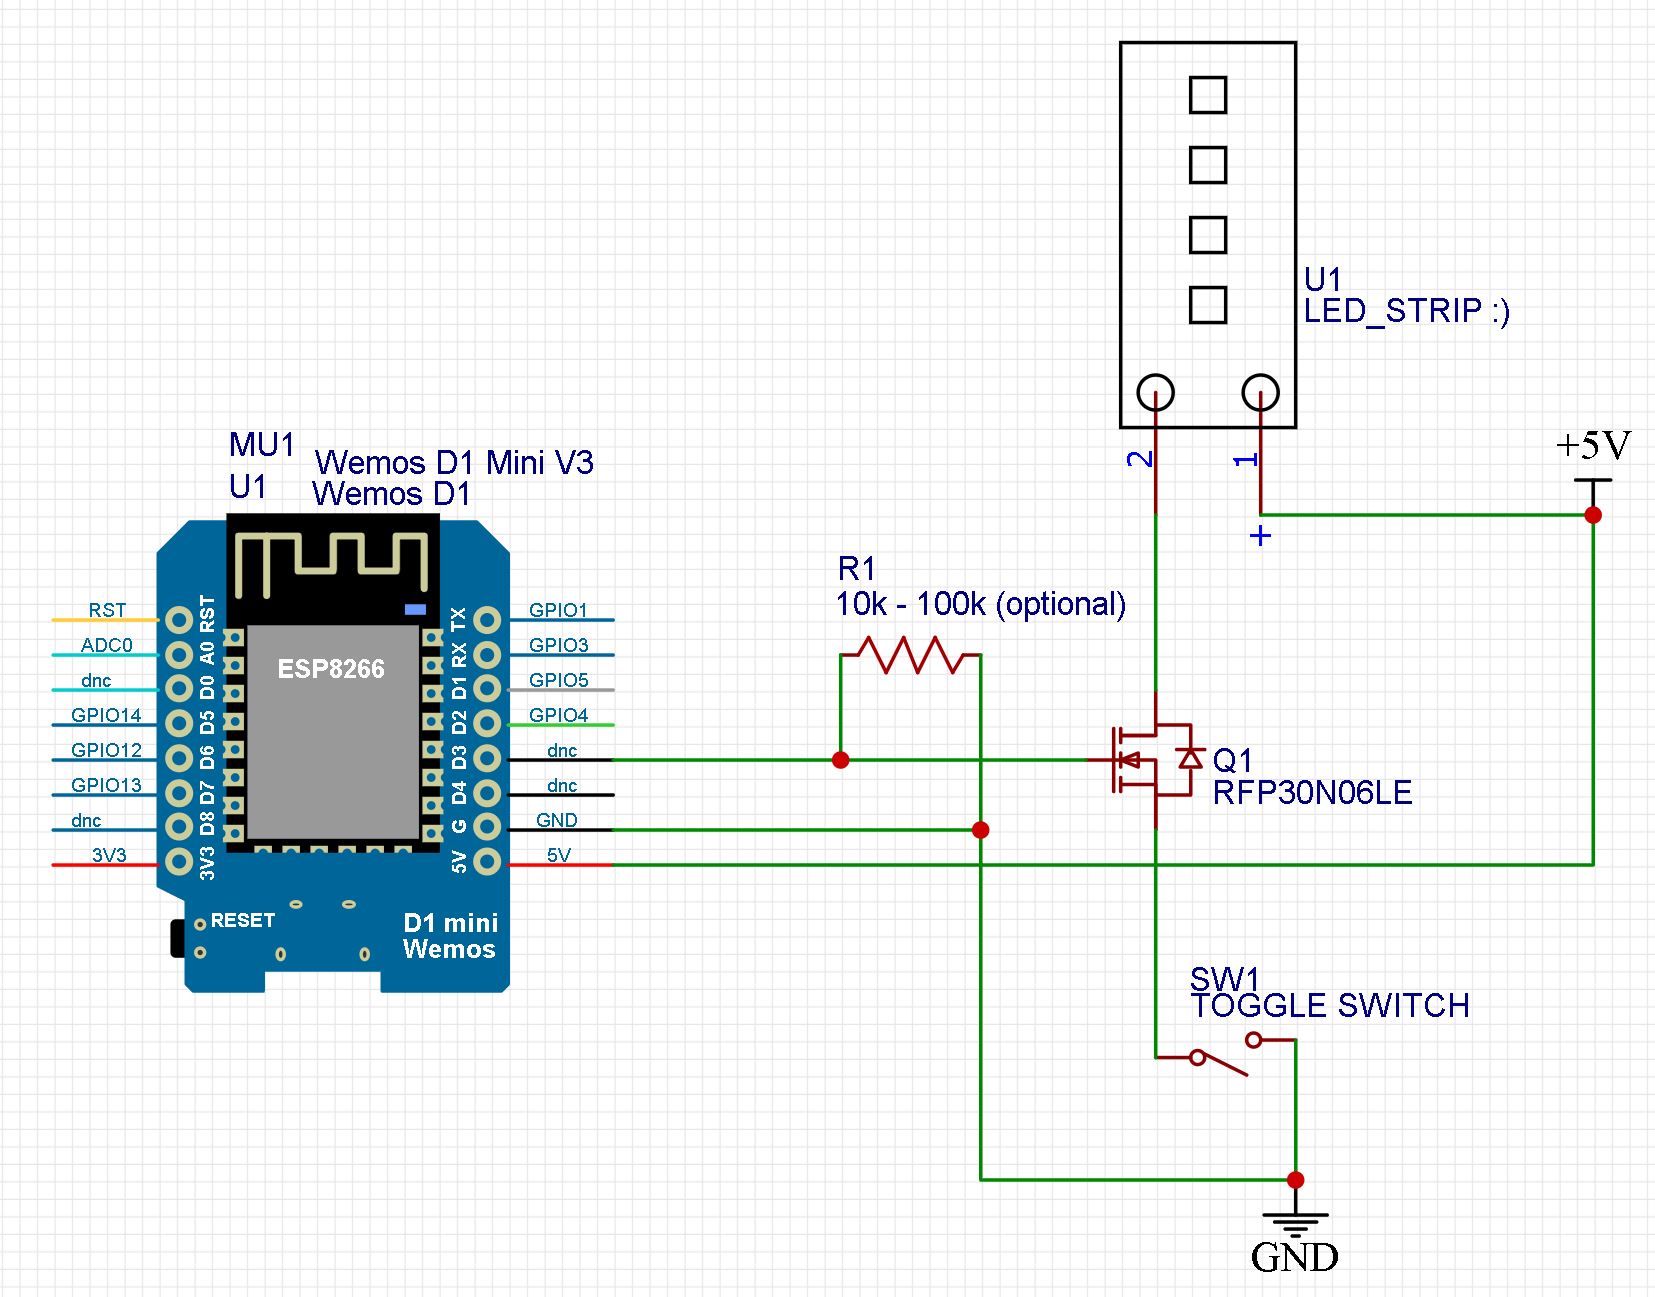 U1
LED_STRIP :)
2
1
+
+5V
MU1
U1
Wemos D1 Mini V3
Wemos D1
R1
10k - 100k (optional)
RST
ADC0
dnc
GPIO14
GPIO12
GPIO13
dnc
3V3
RST
A0
D0
D5
D6
D7
D8
3V3
ESP8266
TX
RX
D1
D2
D3
D4
G
5V
GPIO1
GPIO3
GPIO5
GPIO4
dnc
dnc
GND
5V
RESET
D1 mini
Wemos
Q1
RFP30N06LE
SW1
TOGGLE SWITCH
GND